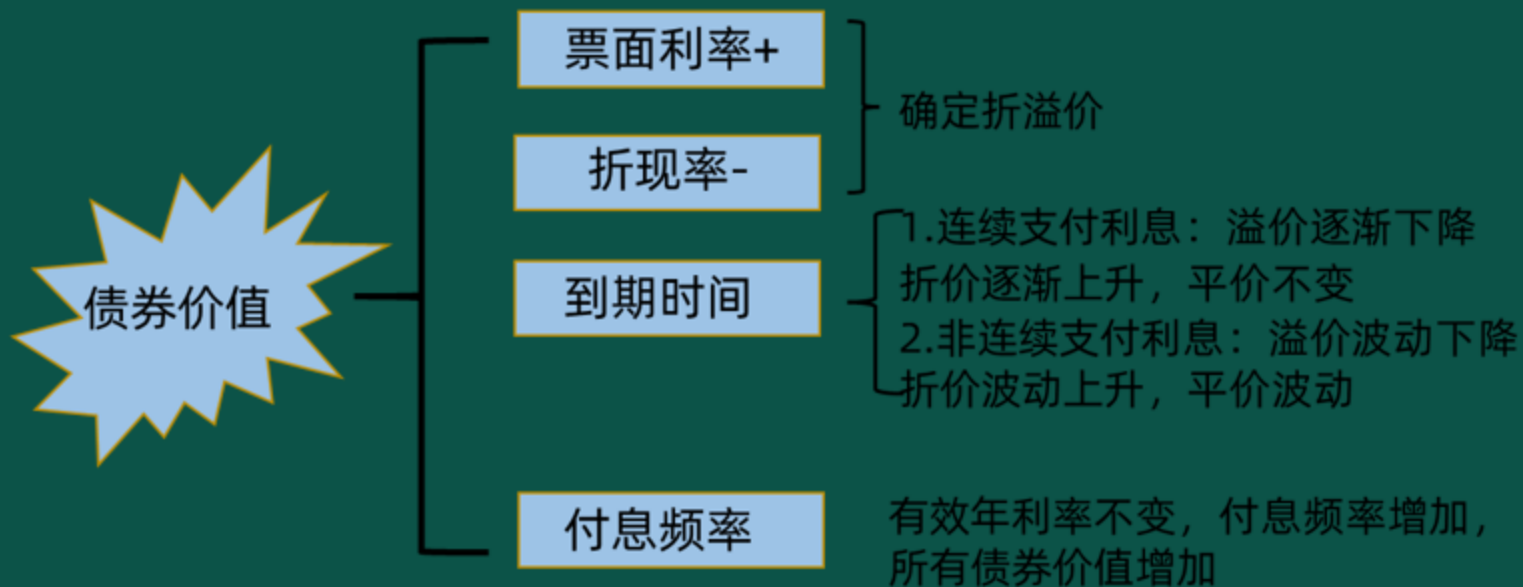 票面利率+
确定折溢价
折现率-
1.连续支付利息：溢价逐渐下降
折价逐渐上升，平价不变
到期时间
债券价值
2.非连续支付利息：溢价波动下降
折价波动上升，平价波动
付息频率
有效年利率不变，付息频率增加，
所有债券价值增加